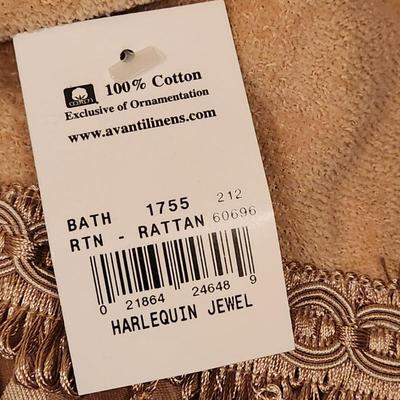 COTTON
100% Cotton
Exclusive of Ornamentation
www.avantilinens.com
BATH 1755 212
RTN - RATTAN 60696
0 21864 24648 9
HARLEQUIN JEWEL